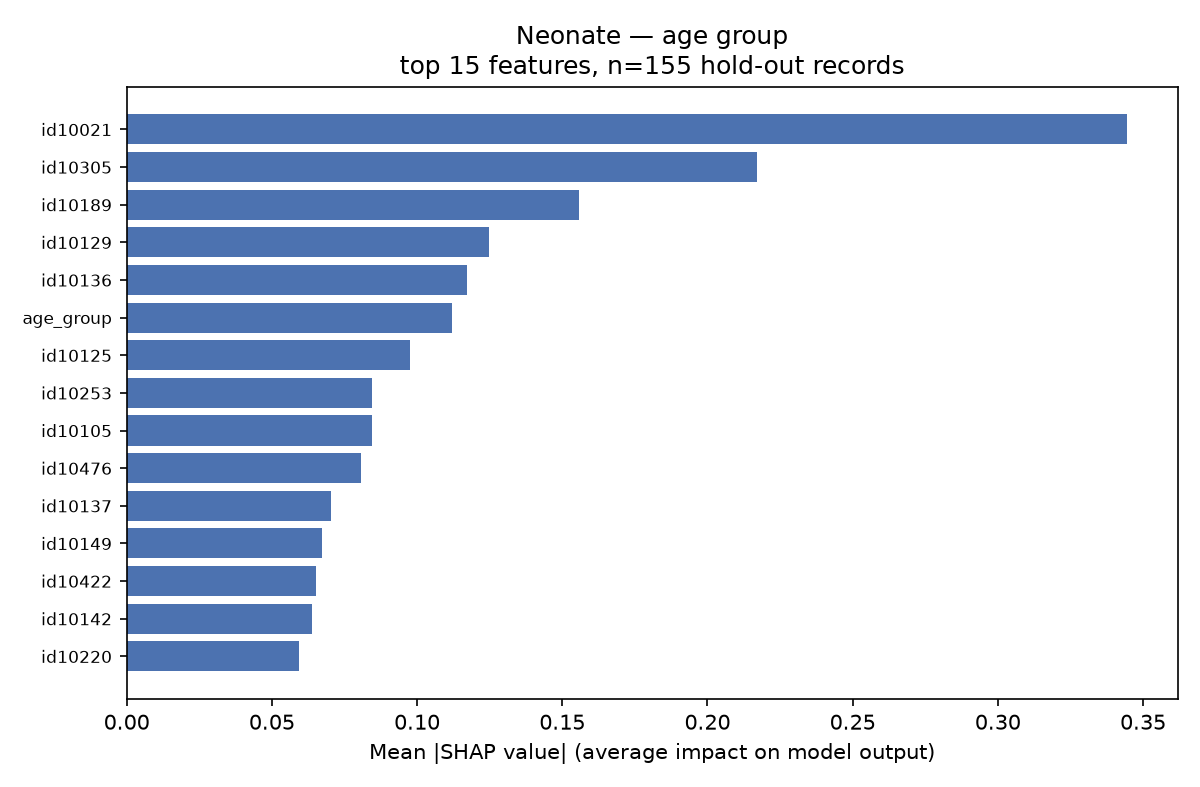 Neonate — age group
top 15 features, n=155 hold-out records
id10021
id10305
id10189
id10129
id10136
age_group
id10125
id10253
id10105
id10476
id10137
id10149
id10422
id10142
id10220
0.00 0.05 0.10 0.15 0.20 0.25 0.30 0.35
Mean |SHAP value| (average impact on model output)